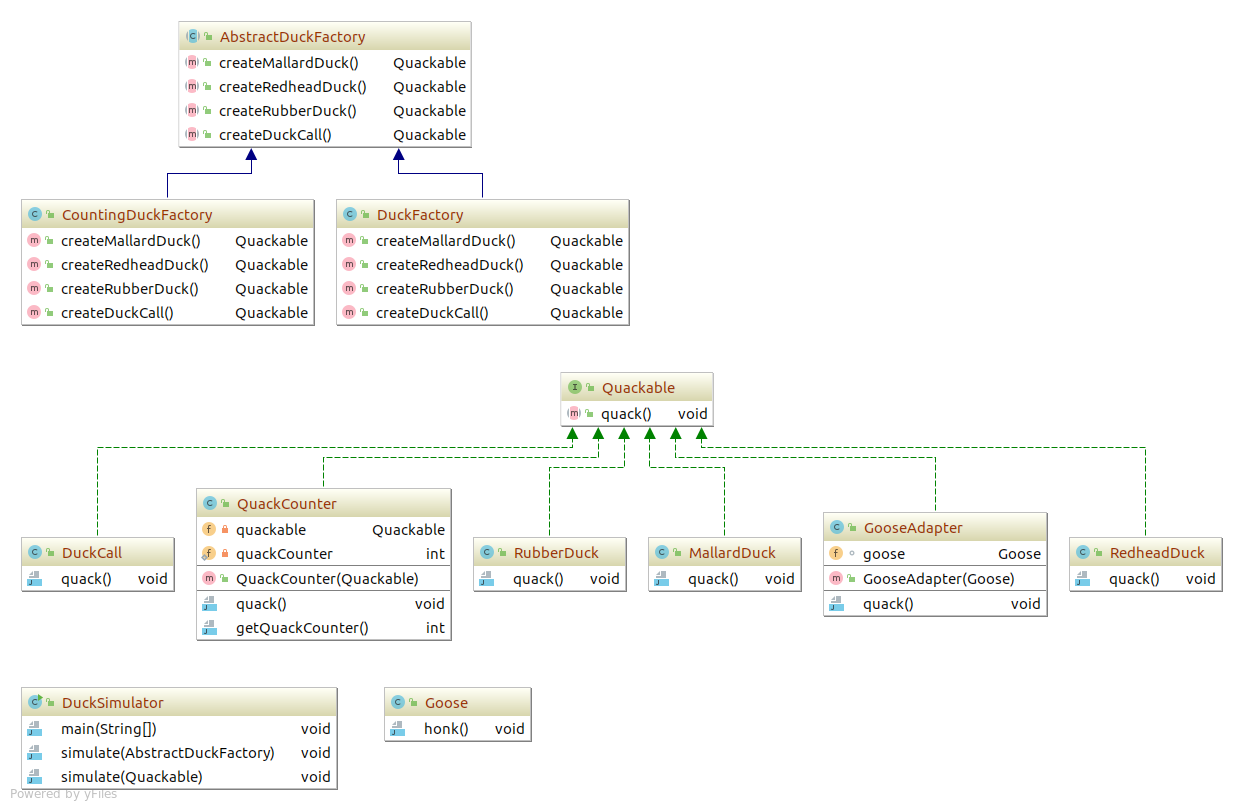 AbstractDuckFactory
createMallardDuck() Quackable
createRedheadDuck() Quackable
createRubberDuck() Quackable
createDuckCall() Quackable
CountingDuckFactory
createMallardDuck() Quackable
createRedheadDuck() Quackable
createRubberDuck() Quackable
createDuckCall() Quackable
DuckFactory
createMallardDuck() Quackable
createRedheadDuck() Quackable
createRubberDuck() Quackable
createDuckCall() Quackable
Quackable
quack() void
DuckCall
quack() void
QuackCounter
quackable Quackable
quackCounter int
QuackCounter(Quackable)
quack() void
getQuackCounter() int
RubberDuck
quack() void
MallardDuck
quack() void
GooseAdapter
goose Goose
GooseAdapter(Goose)
quack() void
RedheadDuck
quack() void
DuckSimulator
main(String[]) void
simulate(AbstractDuckFactory) void
simulate(Quackable) void
Goose
honk() void
Powered by yFiles